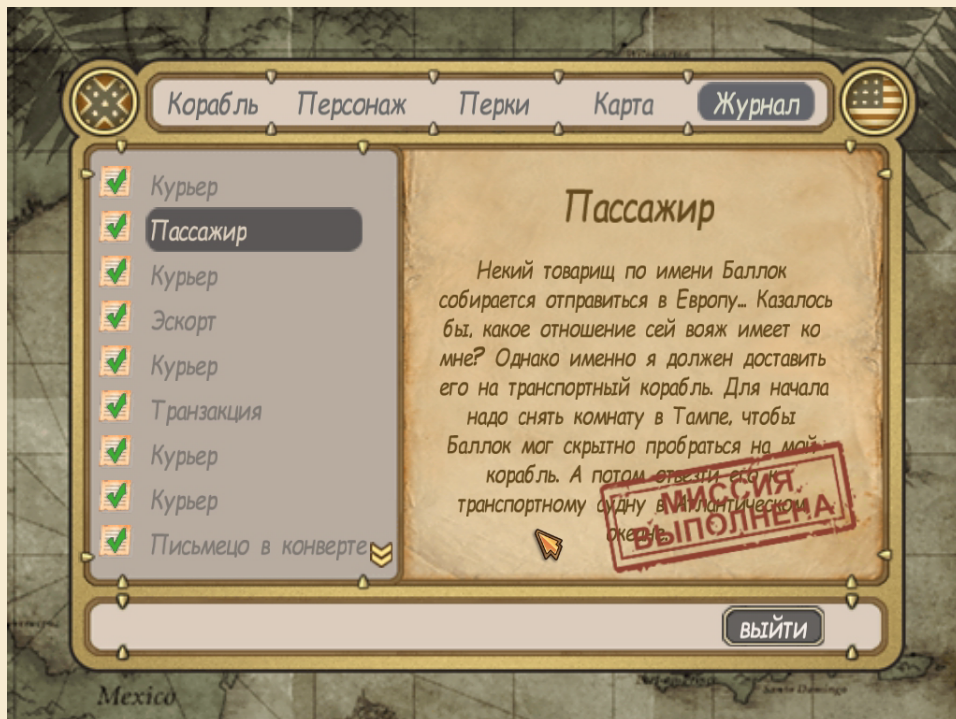 Корабль Персонаж Перки Карта Журнал
Курьер
Пассажир
Курьер
Эскорт
Курьер
Транзакция
Курьер
Курьер
Письмецо в конверте
Пассажир
Некий товарищ по имени Баллок
собирается отправиться в Европу... Казалось
бы, какое отношение сей вояж имеет ко
мне? Однако именно я должен доставить
его на транспортный корабль. Для начала
надо снять комнату в Тампе, чтобы
Баллок мог скрытно пробраться на мой
корабль. А потом отвезти его к
транспортному судну в Атлантическом
океане.
МИССИЯ
ВЫПОЛНЕНА
выйти
Mexico
Santo Domingo